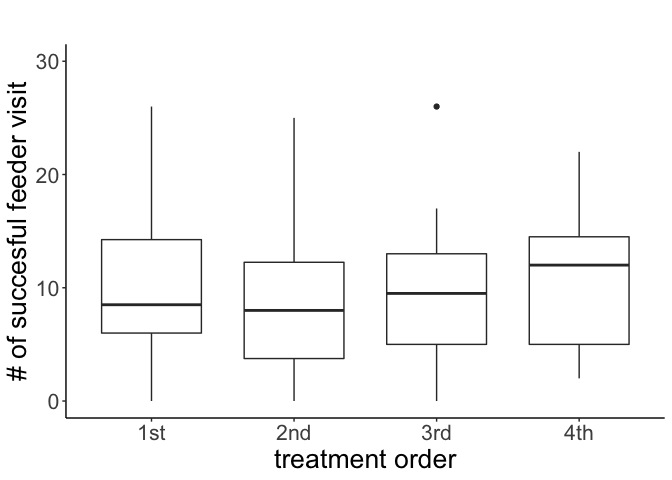 # of succesful feeder visit
30
20
10
0
1st 2nd 3rd 4th
treatment order